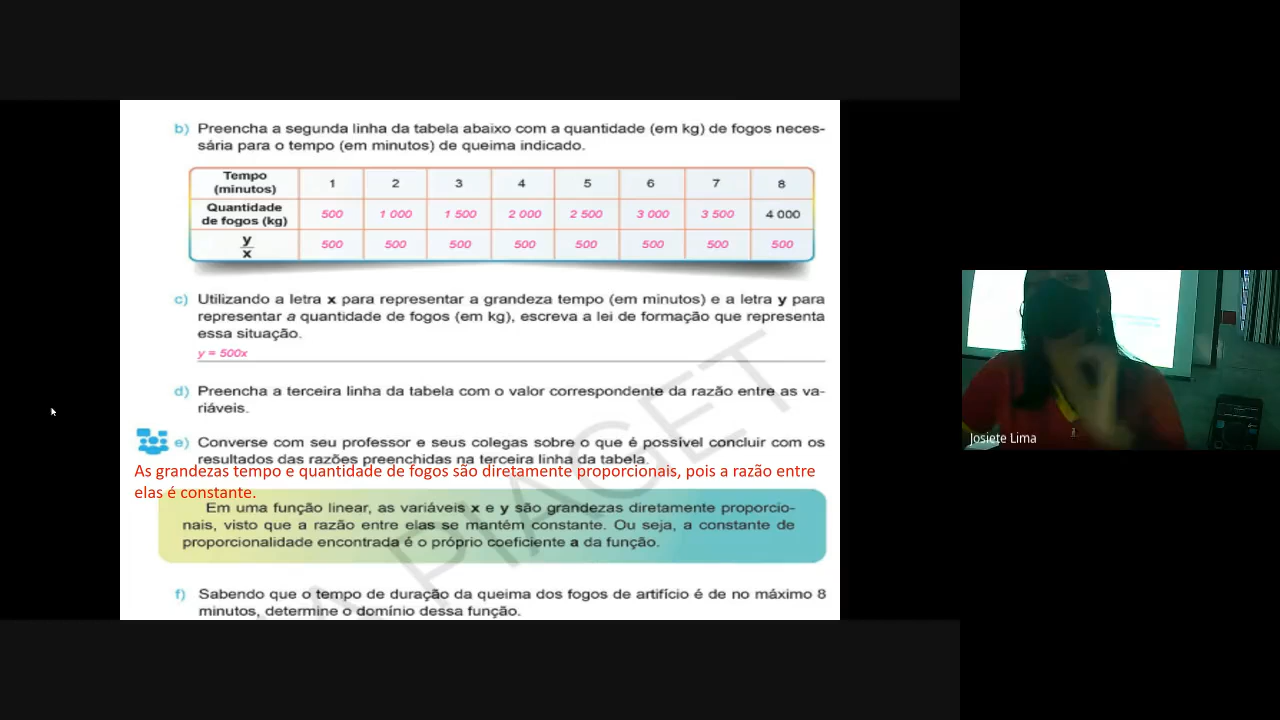 b) Preencha a segunda linha da tabela abaixo com a quantidade (em kg) de fogos neces-
sária para o tempo (em minutos) de queima indicado.
Tempo (minutos) 1 2 3 4 5 6 7 8
Quantidade de fogos (kg) 500 1 000 1 500 2 000 2 500 3 000 3 500 4 000
y/x 500 500 500 500 500 500 500 500
c) Utilizando a letra x para representar a grandeza tempo (em minutos) e a letra y para
representar a quantidade de fogos (em kg), escreva a lei de formação que representa
essa situação.
y = 500x
d) Preencha a terceira linha da tabela com o valor correspondente da razão entre as va-
riáveis.
e) Converse com seu professor e seus colegas sobre o que é possível concluir com os
resultados das razões preenchidas na terceira linha da tabela.
As grandezas tempo e quantidade de fogos são diretamente proporcionais, pois a razão entre
elas é constante.
Em uma função linear, as variáveis x e y são grandezas diretamente proporcio-
nais, visto que a razão entre elas se mantém constante. Ou seja, a constante de
proporcionalidade encontrada é o próprio coeficiente a da função.
f) Sabendo que o tempo de duração da queima dos fogos de artifício é de no máximo 8
minutos, determine o domínio dessa função.
A PIAGET
Josiete Lima